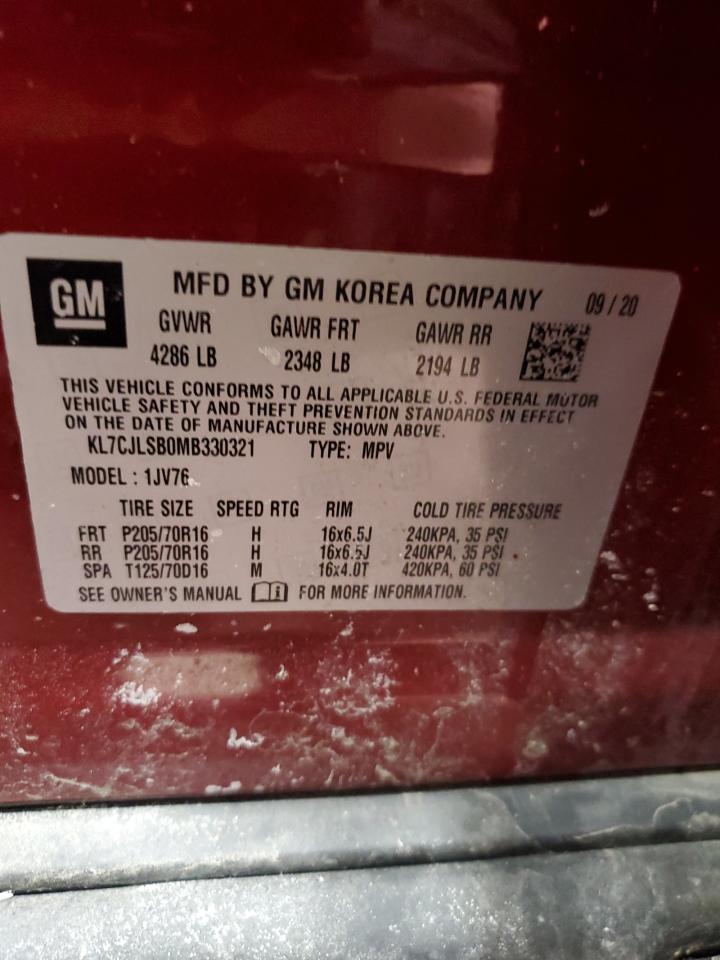 GM
MFD BY GM KOREA COMPANY 09/20
GVWR GAWR FRT GAWR RR
4286 LB 2348 LB 2194 LB
THIS VEHICLE CONFORMS TO ALL APPLICABLE U.S. FEDERAL MOTOR
VEHICLE SAFETY AND THEFT PREVENTION STANDARDS IN EFFECT
ON THE DATE OF MANUFACTURE SHOWN ABOVE.
KL7CJLSB0MB330321 TYPE: MPV
MODEL : 1JV76
TIRE SIZE SPEED RTG RIM COLD TIRE PRESSURE
FRT P205/70R16 H 16x6.5J 240KPA, 35 PSI
RR P205/70R16 H 16x6.5J 240KPA, 35 PSI
SPA T125/70D16 M 16x4.0T 420KPA, 60 PSI
SEE OWNER'S MANUAL FOR MORE INFORMATION.